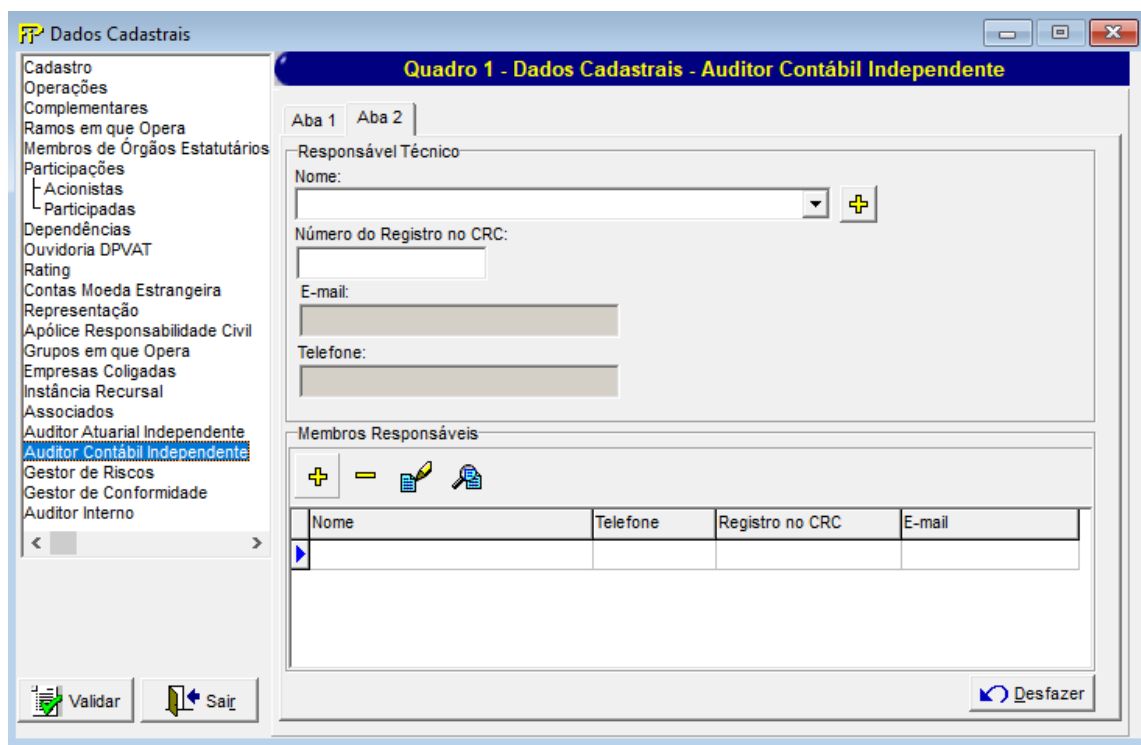 Dados Cadastrais
Cadastro
Operações
Complementares
Ramos em que Opera
Membros de Órgãos Estatutários
Participações
Acionistas
Participadas
Dependências
Ouvidoria DPVAT
Rating
Contas Moeda Estrangeira
Representação
Apólice Responsabilidade Civil
Grupos em que Opera
Empresas Coligadas
Instância Recursal
Associados
Auditor Atuarial Independente
Auditor Contábil Independente
Gestor de Riscos
Gestor de Conformidade
Auditor Interno
Validar
Sair
Quadro 1 - Dados Cadastrais - Auditor Contábil Independente
Aba 1 Aba 2
Responsável Técnico
Nome:
Número do Registro no CRC:
E-mail:
Telefone:
Membros Responsáveis
Nome Telefone Registro no CRC E-mail
Desfazer